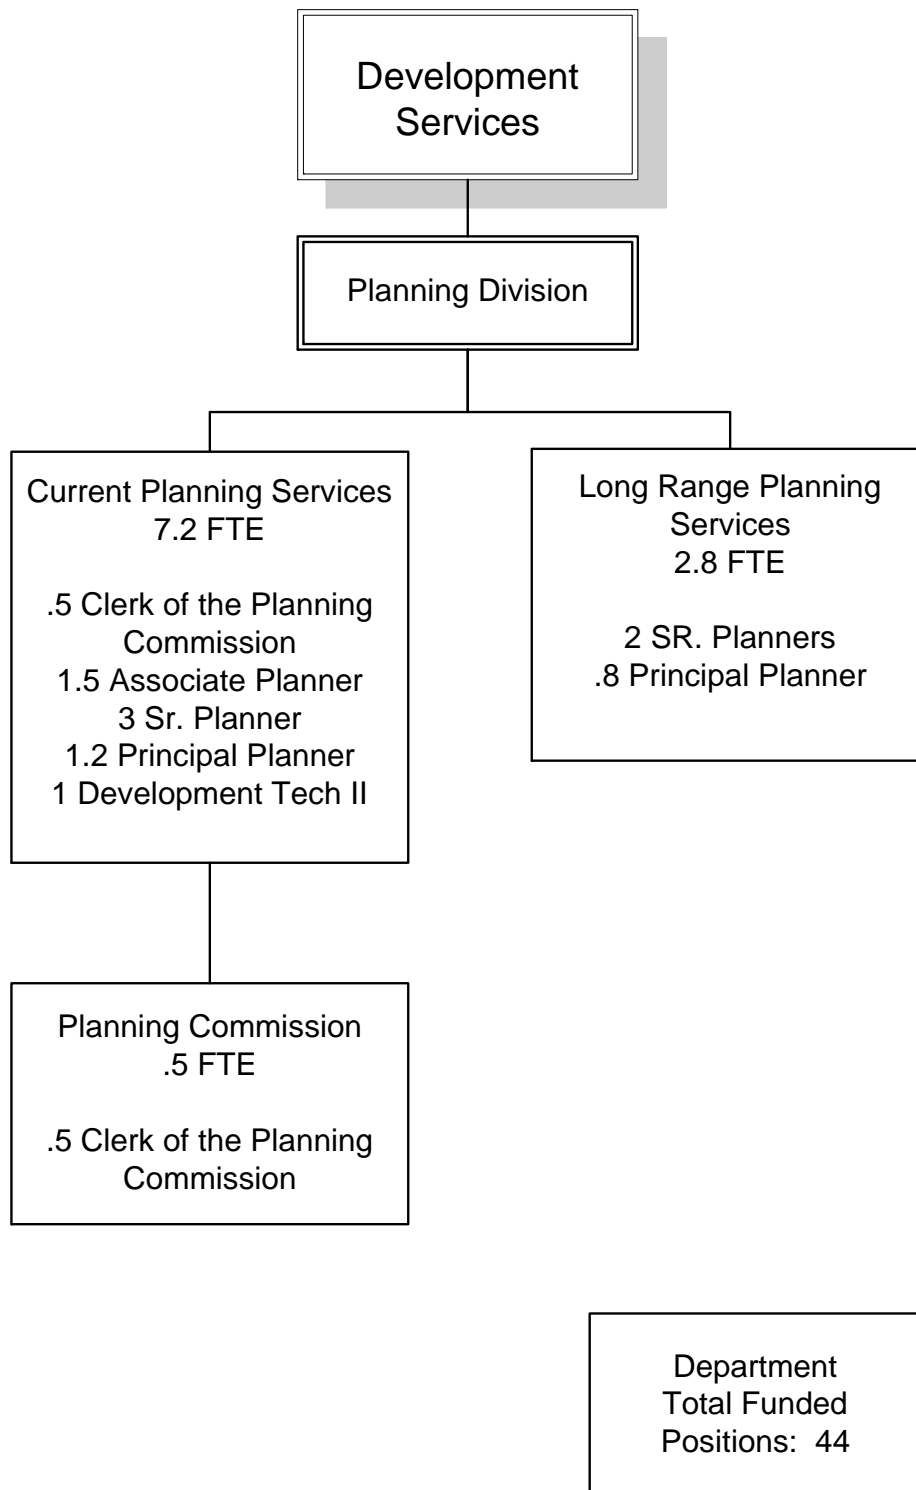 Development
Services
Planning Division
Current Planning Services
7.2 FTE
.5 Clerk of the Planning
Commission
1.5 Associate Planner
3 Sr. Planner
1.2 Principal Planner
1 Development Tech II
Long Range Planning
Services
2.8 FTE
2 SR. Planners
.8 Principal Planner
Planning Commission
.5 FTE
.5 Clerk of the Planning
Commission
Department
Total Funded
Positions:  44